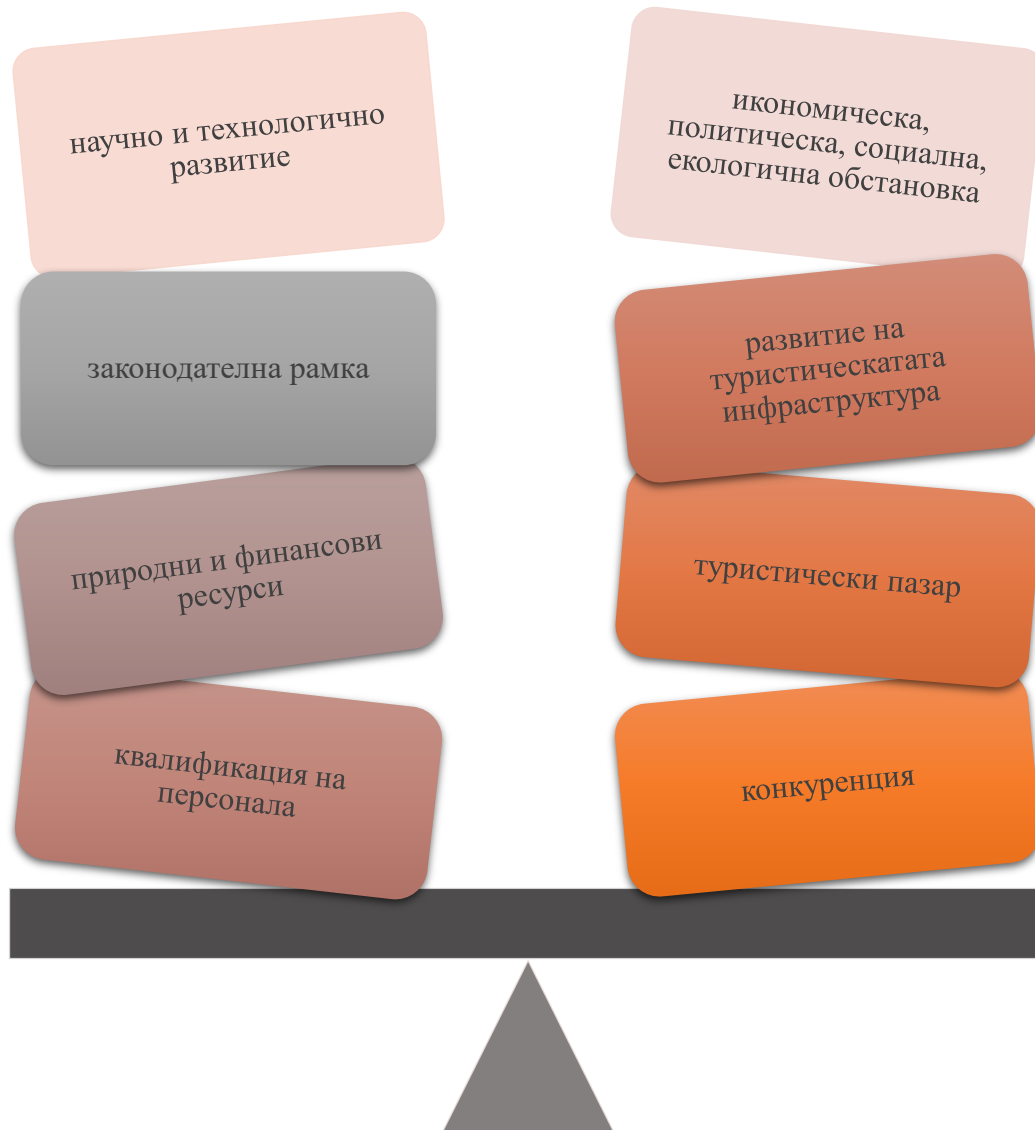 научно и технологично
развитие
законодателна рамка
природни и финансови
ресурси
квалификация на
персонала
икономическа,
политическа, социална,
екологична обстановка
развитие на
туристическатата
инфраструктура
туристически пазар
конкуренция